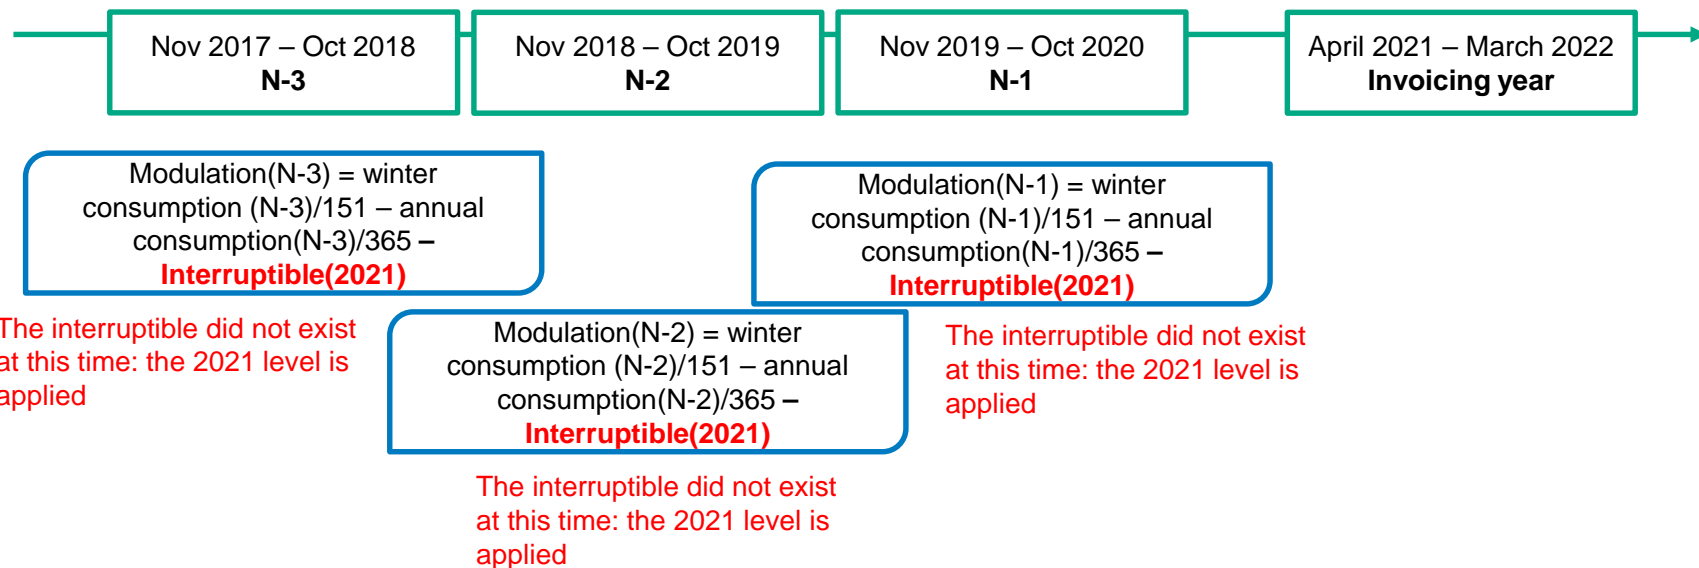 Nov 2017 – Oct 2018
N-3
Nov 2018 – Oct 2019
N-2
Nov 2019 – Oct 2020
N-1
April 2021 – March 2022
Invoicing year
Modulation(N-3) = winter
consumption (N-3)/151 – annual
consumption(N-3)/365 –
Interruptible(2021)
The interruptible did not exist
at this time: the 2021 level is
applied
Modulation(N-2) = winter
consumption (N-2)/151 – annual
consumption(N-2)/365 –
Interruptible(2021)
The interruptible did not exist
at this time: the 2021 level is
applied
Modulation(N-1) = winter
consumption (N-1)/151 – annual
consumption(N-1)/365 –
Interruptible(2021)
The interruptible did not exist
at this time: the 2021 level is
applied